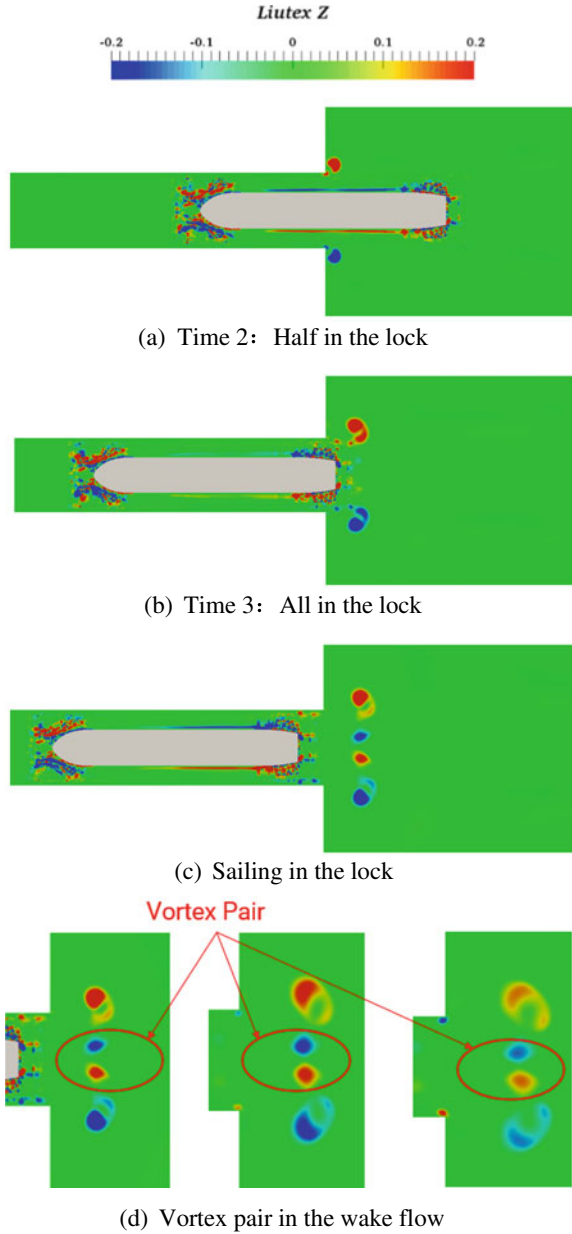 Liutex Z
-0.2 -0.1 0 0.1 0.2
(a) Time 2： Half in the lock
(b) Time 3： All in the lock
(c) Sailing in the lock
Vortex Pair
(d) Vortex pair in the wake flow